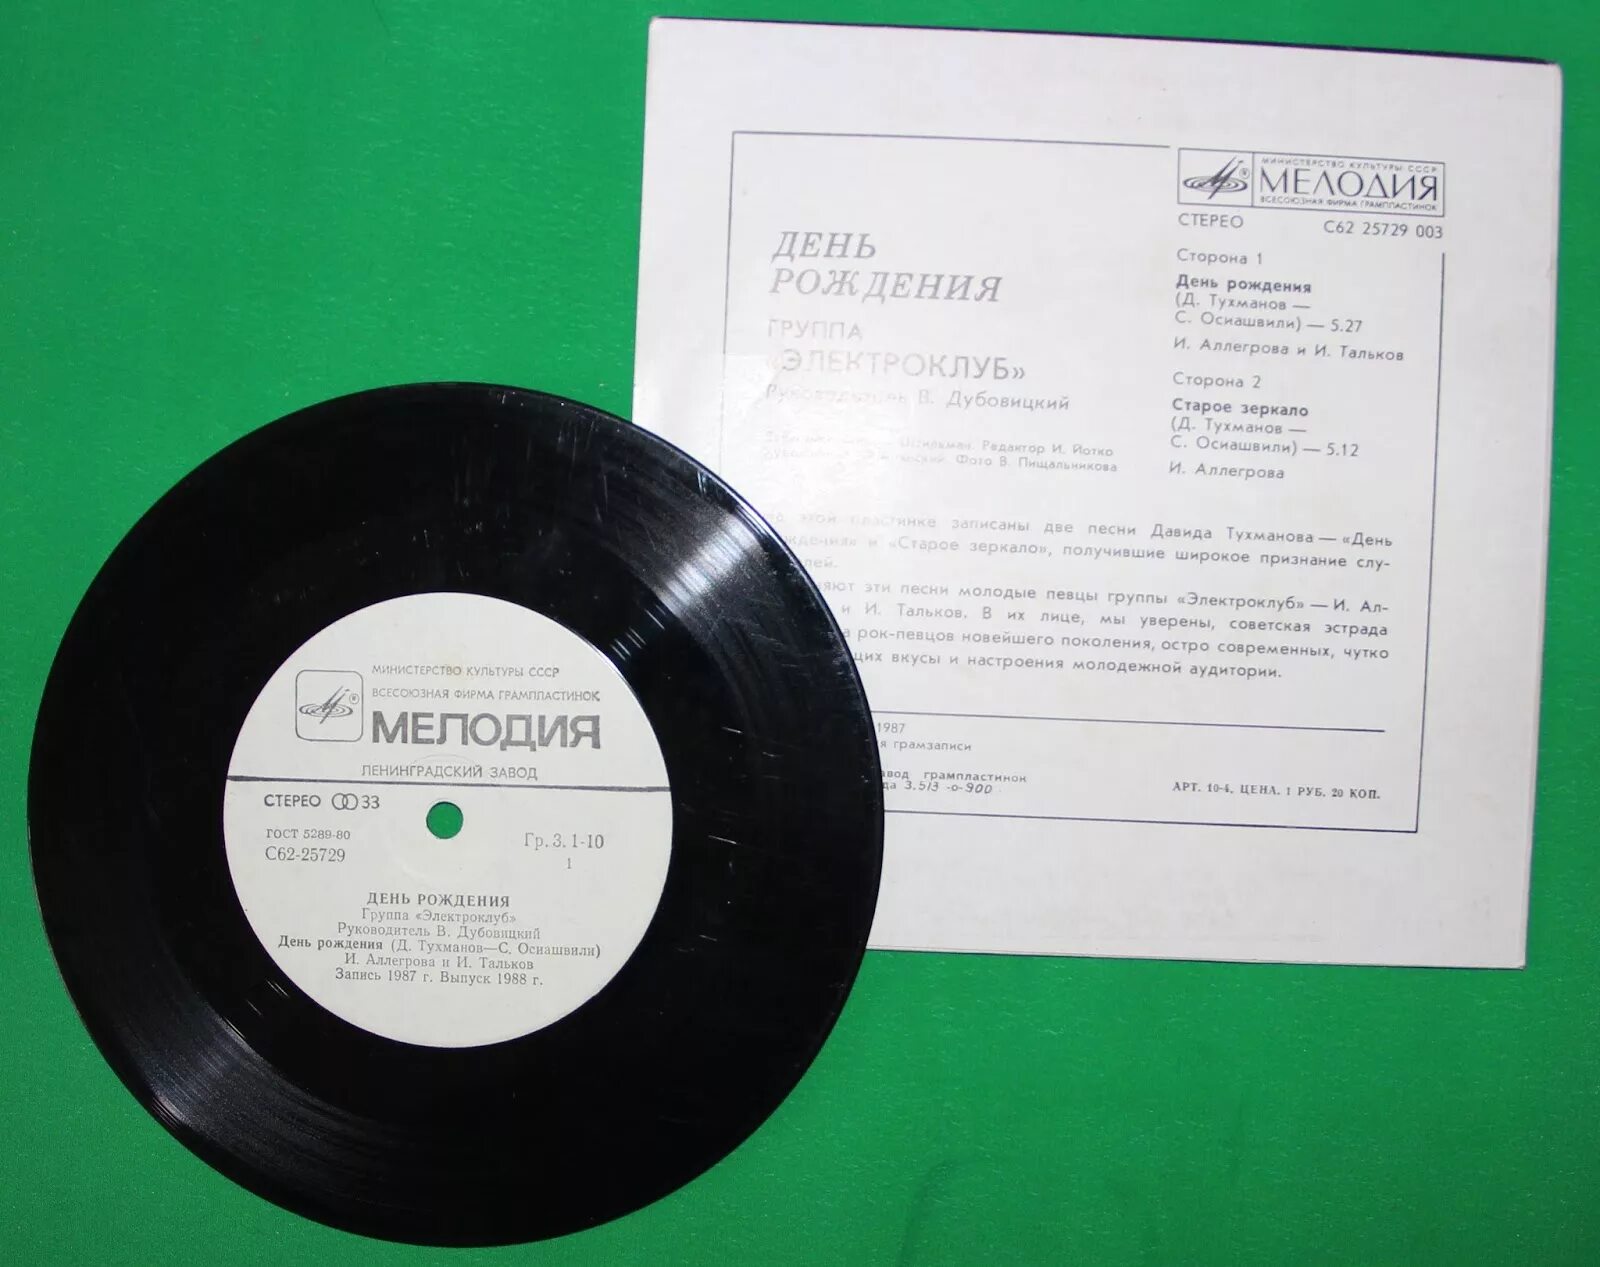 МИНИСТЕРСТВО КУЛЬТУРЫ СССР
МЕЛОДИЯ
ВСЕСОЮЗНАЯ ФИРМА ГРАМПЛАСТИНОК
СТЕРЕО С62 25729 003
ДЕНЬ
РОЖДЕНИЯ
ГРУППА
«ЭЛЕКТРОКЛУБ»
Руководитель В. Дубовицкий
Редактор И. Йотко
Фото В. Пищальникова
Сторона 1
День рождения
(Д. Тухманов —
С. Осиашвили) — 5.27
И. Аллегрова и И. Тальков
Сторона 2
Старое зеркало
(Д. Тухманов —
С. Осиашвили) — 5.12
И. Аллегрова
этой пластинке записаны две песни Давида Тухманова — «День
и «Старое зеркало», получившие широкое признание слу-
эти песни молодые певцы группы «Электроклуб» — И. Ал-
и И. Тальков. В их лице, мы уверены, советская эстрада
рок-певцов новейшего поколения, остро современных, чутко
вкусы и настроения молодежной аудитории.
1987
грамзаписи
грампластинок
3.513 -о-900
АРТ. 10-4. ЦЕНА. 1 РУБ. 20 КОП.
МИНИСТЕРСТВО КУЛЬТУРЫ СССР
ВСЕСОЮЗНАЯ ФИРМА ГРАМПЛАСТИНОК
МЕЛОДИЯ
ЛЕНИНГРАДСКИЙ ЗАВОД
СТЕРЕО 33
ГОСТ 5289-80
С62-25729
Гр. 3. 1-10
1
ДЕНЬ РОЖДЕНИЯ
Группа «Электроклуб»
Руководитель В. Дубовицкий
День рождения (Д. Тухманов—С. Осиашвили)
И. Аллегрова и И. Тальков
Запись 1987 г. Выпуск 1988 г.